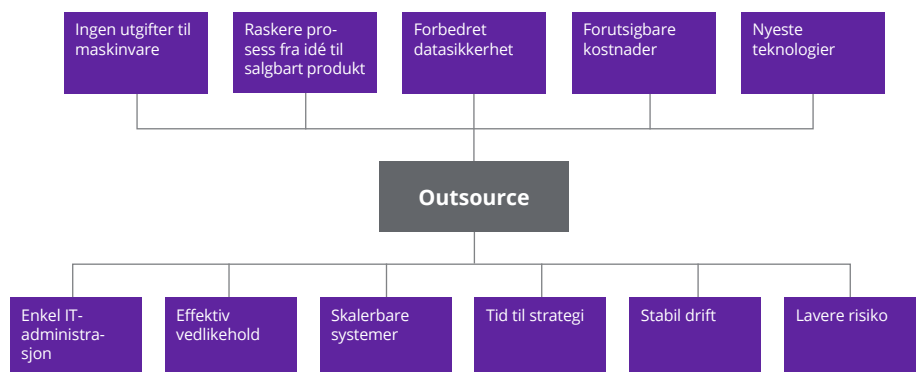 Ingen utgifter til
maskinvare
Raskere pro-
sess fra idé til
salgbart produkt
Forbedret
datasikkerhet
Forutsigbare
kostnader
Nyeste
teknologier
Outsource
Enkel IT-
administra-
sjon
Effektiv
vedlikehold
Skalerbare
systemer
Tid til strategi
Stabil drift
Lavere risiko